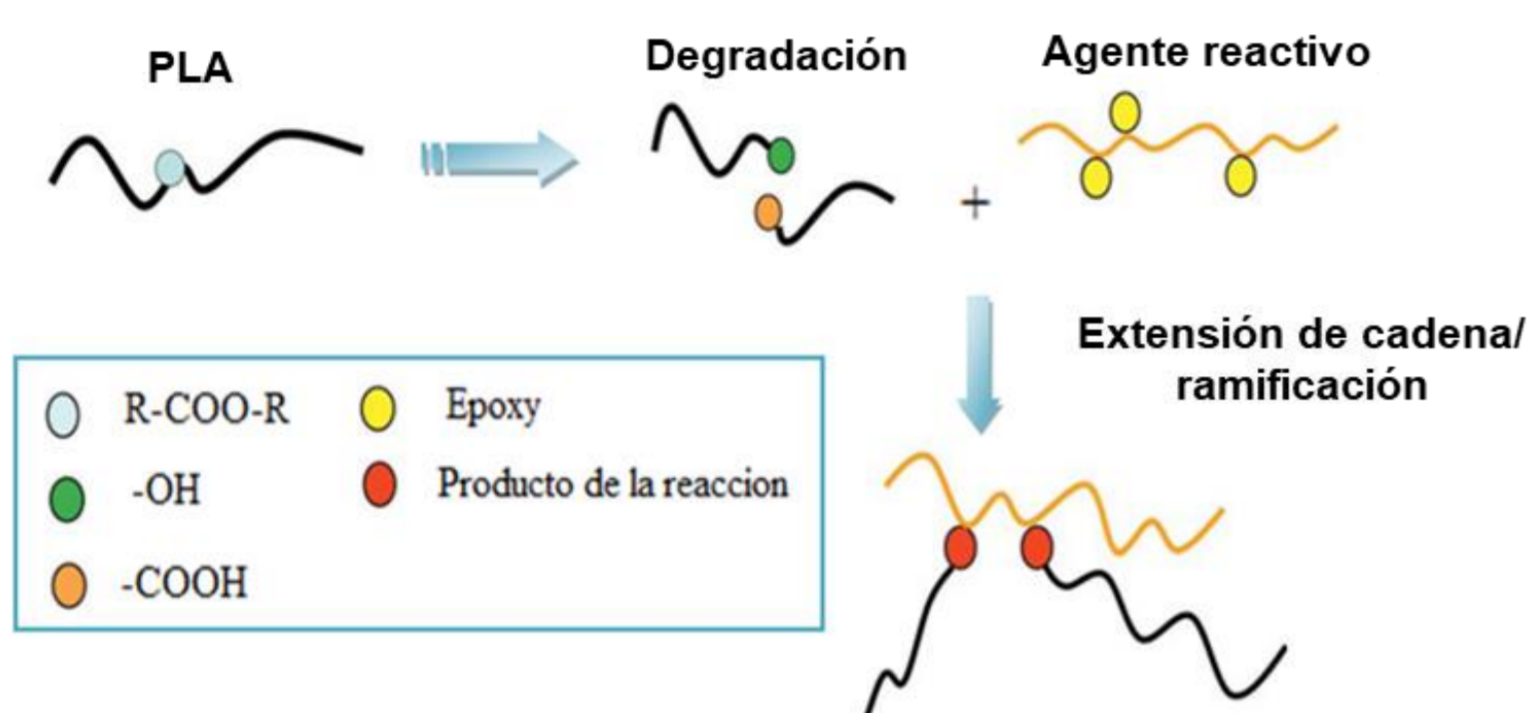 PLA
Degradación
Agente reactivo
+
Extensión de cadena/
ramificación
R-COO-R
Epoxy
-OH
Producto de la reaccion
-COOH